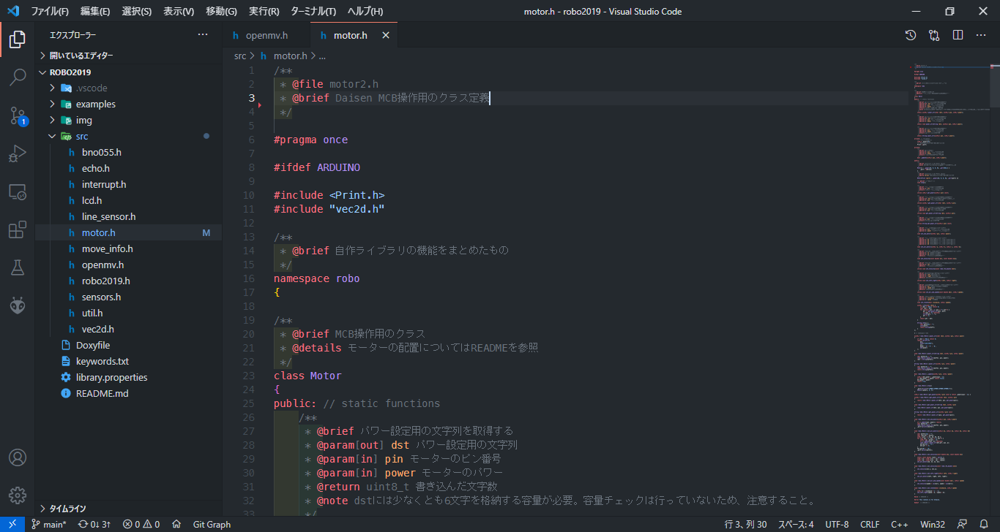 ファイル(F) 編集(E) 選択(S) 表示(V) 移動(G) 実行(R) ターミナル(T) ヘルプ(H) motor.h - robo2019 - Visual Studio Code
エクスプローラー
開いているエディター
ROBO2019
.vscode
examples
img
src
bno055.h
echo.h
interrupt.h
lcd.h
line_sensor.h
motor.h M
move_info.h
openmv.h
robo2019.h
sensors.h
util.h
vec2d.h
Doxyfile
keywords.txt
library.properties
README.md
タイムライン
1
openmv.h motor.h
src > motor.h > ...
1 /**
2 * @file motor2.h
3 * @brief Daisen MCB操作用のクラス定義
4 */
5
6 #pragma once
7
8 #ifdef ARDUINO
9
10 #include <Print.h>
11 #include "vec2d.h"
12
13 /**
14 * @brief 自作ライブラリの機能をまとめたもの
15 */
16 namespace robo
17 {
18
19 /**
20 * @brief MCB操作用のクラス
21 * @details モーターの配置についてはREADMEを参照
22 */
23 class Motor
24 {
25 public: // static functions
26 /**
27 * @brief パワー設定用の文字列を取得する
28 * @param[out] dst パワー設定用の文字列
29 * @param[in] pin モーターのピン番号
30 * @param[in] power モーターのパワー
31 * @return uint8_t 書き込んだ文字数
32 * @note dstには少なくとも6文字を格納する容量が必要。容量チェックは行っていないため、注意すること。
33 */
main* 0↓ 3↑ 0 0 Git Graph 行 3、列 30 スペース: 4 UTF-8 CRLF C++ Win32